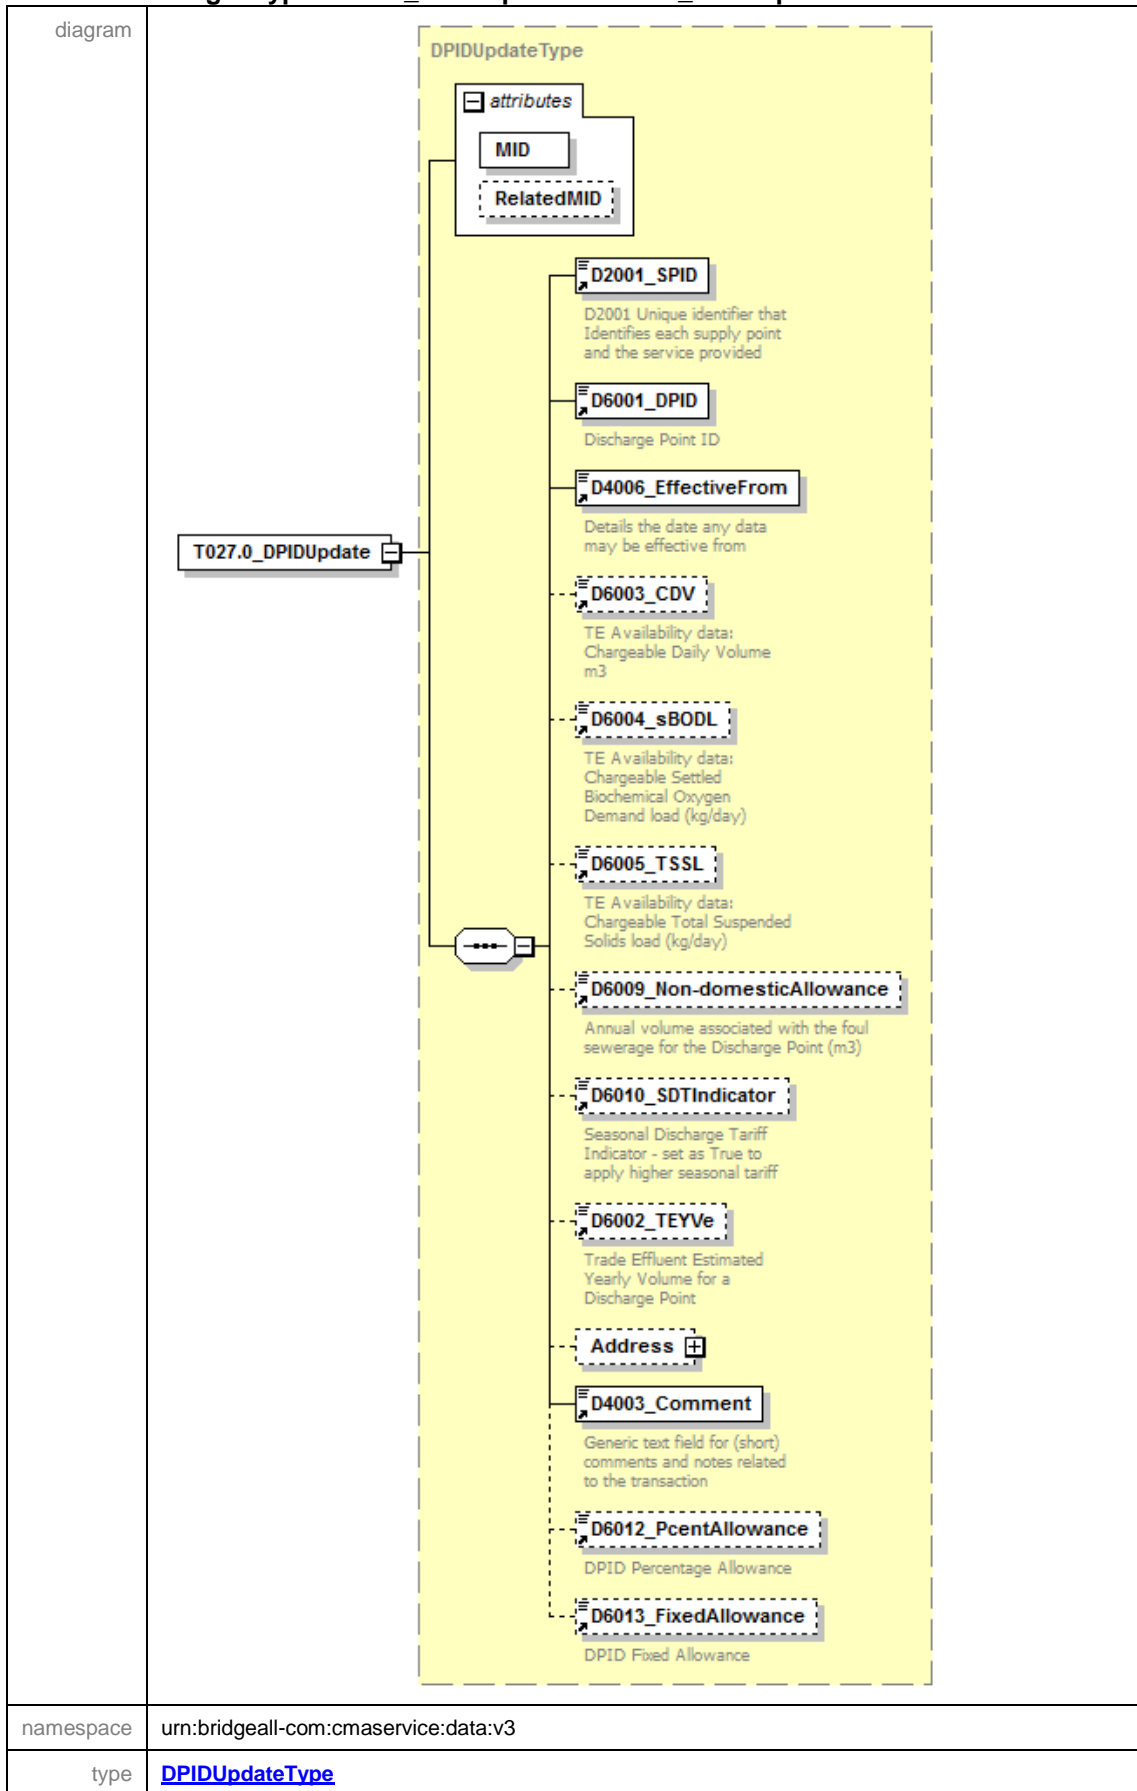 diagram
DPIDUpdateType
attributes
MID
RelatedMID
D2001_SPID
D2001 Unique identifier that
Identifies each supply point
and the service provided
D6001_DPID
Discharge Point ID
D4006_EffectiveFrom
Details the date any data
may be effective from
T027.0_DPIDUpdate
D6003_CDV
TE Availability data:
Chargeable Daily Volume
m3
D6004_sBODL
TE Availability data:
Chargeable Settled
Biochemical Oxygen
Demand load (kg/day)
D6005_TSSL
TE Availability data:
Chargeable Total Suspended
Solids load (kg/day)
D6009_Non-domesticAllowance
Annual volume associated with the foul
sewerage for the Discharge Point (m3)
D6010_SDTIndicator
Seasonal Discharge Tariff
Indicator - set as True to
apply higher seasonal tariff
D6002_TEYVe
Trade Effluent Estimated
Yearly Volume for a
Discharge Point
Address
D4003_Comment
Generic text field for (short)
comments and notes related
to the transaction
D6012_PcentAllowance
DPID Percentage Allowance
D6013_FixedAllowance
DPID Fixed Allowance
namespace urn:bridgeall-com:cmaservice:data:v3
type DPIDUpdateType